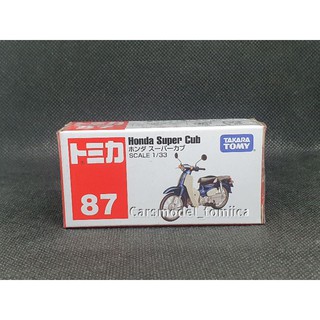 トミカ
87
Honda Super Cub
ホンダ スーパーカブ
SCALE 1/33
TAKARA
TOMY
Carsmodel_tomiica